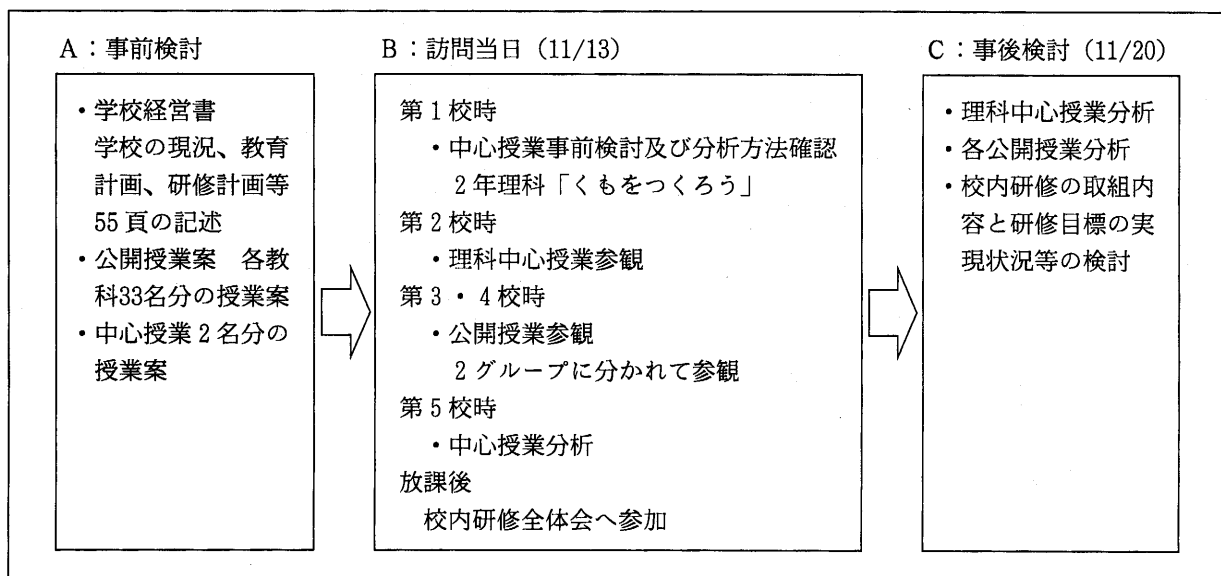 A：事前検討
・学校経営書
学校の現況、教育
計画、研修計画等
55頁の記述
・公開授業案　各教
科33名分の授業案
・中心授業2名分の
授業案
B：訪問当日（11/13）
第1校時
・中心授業事前検討及び分析方法確認
2年理科「くもをつくろう」
第2校時
・理科中心授業参観
第3・4校時
・公開授業参観
2グループに分かれて参観
第5校時
・中心授業分析
放課後
校内研修全体会へ参加
C：事後検討（11/20）
・理科中心授業分析
・各公開授業分析
・校内研修の取組内
容と研修目標の実
現状況等の検討